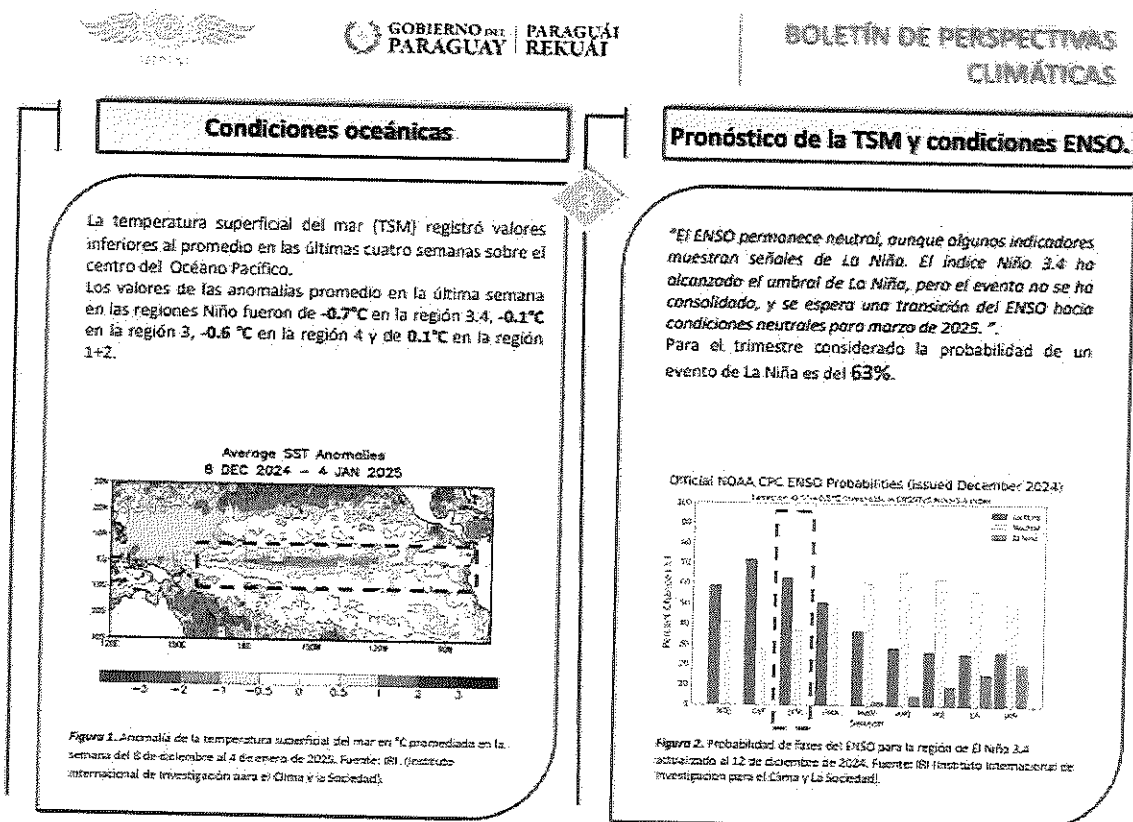 GOBIERNO DEL PARAGUAY | PARAGUÁI REKUÁI
BOLETÍN DE PERSPECTIVAS
CLIMÁTICAS
Condiciones oceánicas
La temperatura superficial del mar (TSM) registró valores
inferiores al promedio en las últimas cuatro semanas sobre el
centro del Océano Pacífico.
Los valores de las anomalías promedio en la última semana
en las regiones Niño fueron de -0.7°C en la región 3.4, -0.1°C
en la región 3, -0.6 °C en la región 4 y de 0.1°C en la región
1+2.
Average SST Anomalies
8 DEC 2024 – 4 JAN 2025
-3 -2 -1 -0.5 0 0.5 1 2 3
Figura 1. Anomalía de la temperatura superficial del mar en °C promediada en la
semana del 8 de diciembre al 4 de enero de 2025. Fuente: IRI. (Instituto
Internacional de Investigación para el Clima y la Sociedad).
Pronóstico de la TSM y condiciones ENSO.
"El ENSO permanece neutral, aunque algunos indicadores
muestran señales de La Niña. El índice Niño 3.4 ha
alcanzado el umbral de La Niña, pero el evento no se ha
consolidado, y se espera una transición del ENSO hacia
condiciones neutrales para marzo de 2025. ".
Para el trimestre considerado la probabilidad de un
evento de La Niña es del 63%.
Official NOAA CPC ENSO Probabilities (issued December 2024)
Figura 2. Probabilidad de fases del ENSO para la región de El Niño 3.4
actualizado al 12 de diciembre de 2024. Fuente: IRI (Instituto Internacional de
Investigación para el Clima y La Sociedad).